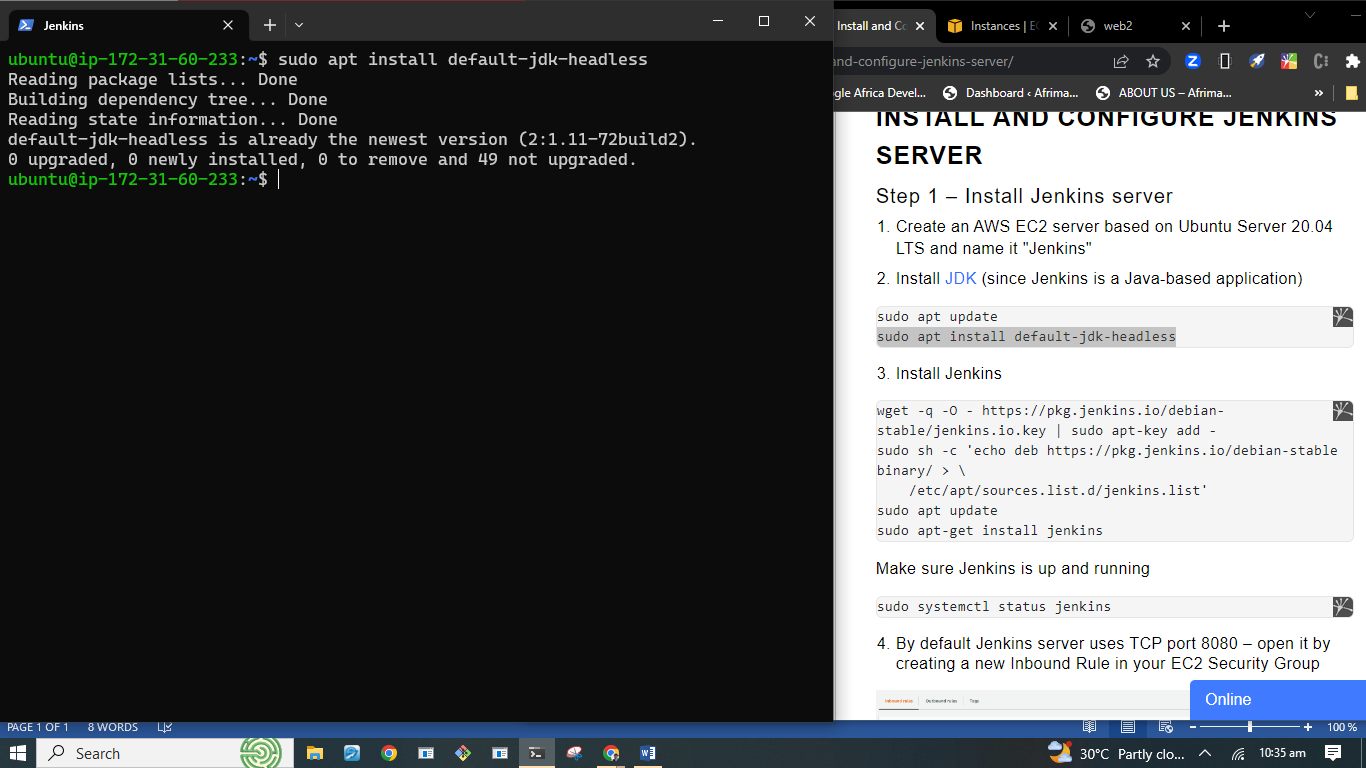 Jenkins
ubuntu@ip-172-31-60-233:~$ sudo apt install default-jdk-headless
Reading package lists... Done
Building dependency tree... Done
Reading state information... Done
default-jdk-headless is already the newest version (2:1.11-72build2).
0 upgraded, 0 newly installed, 0 to remove and 49 not upgraded.
ubuntu@ip-172-31-60-233:~$
Install and Co
Instances | EC
web2
and-configure-jenkins-server/
gle Africa Devel...
Dashboard ‹ Afrima...
ABOUT US – Afrima...
»
INSTALL AND CONFIGURE JENKINS
SERVER
Step 1 – Install Jenkins server
1. Create an AWS EC2 server based on Ubuntu Server 20.04
LTS and name it "Jenkins"
2. Install JDK (since Jenkins is a Java-based application)
sudo apt update
sudo apt install default-jdk-headless
3. Install Jenkins
wget -q -O - https://pkg.jenkins.io/debian-
stable/jenkins.io.key | sudo apt-key add -
sudo sh -c 'echo deb https://pkg.jenkins.io/debian-stable
binary/ > \
/etc/apt/sources.list.d/jenkins.list'
sudo apt update
sudo apt-get install jenkins
Make sure Jenkins is up and running
sudo systemctl status jenkins
4. By default Jenkins server uses TCP port 8080 – open it by
creating a new Inbound Rule in your EC2 Security Group
Inbound rules
Outbound rules
Tags
Online
PAGE 1 OF 1
8 WORDS
100 %
Search
30°C Partly clo...
10:35 am